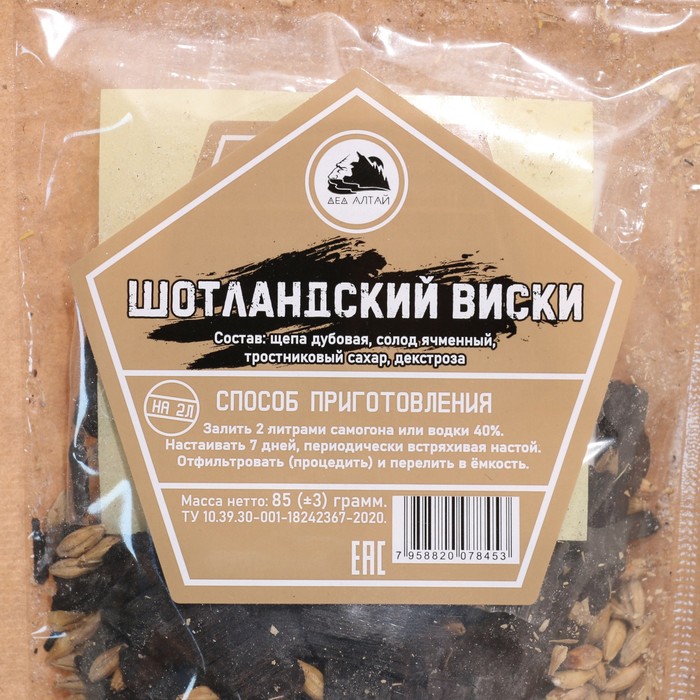 ДЕД АЛТАЙ
ШОТЛАНДСКИЙ ВИСКИ
Состав: щепа дубовая, солод ячменный,
тростниковый сахар, декстроза
НА 2Л
СПОСОБ ПРИГОТОВЛЕНИЯ
Залить 2 литрами самогона или водки 40%.
Настаивать 7 дней, периодически встряхивая настой.
Отфильтровать (процедить) и перелить в ёмкость.
Масса нетто: 85 (±3) грамм.
ТУ 10.39.30-001-18242367-2020.
EAC
7 958820 078453